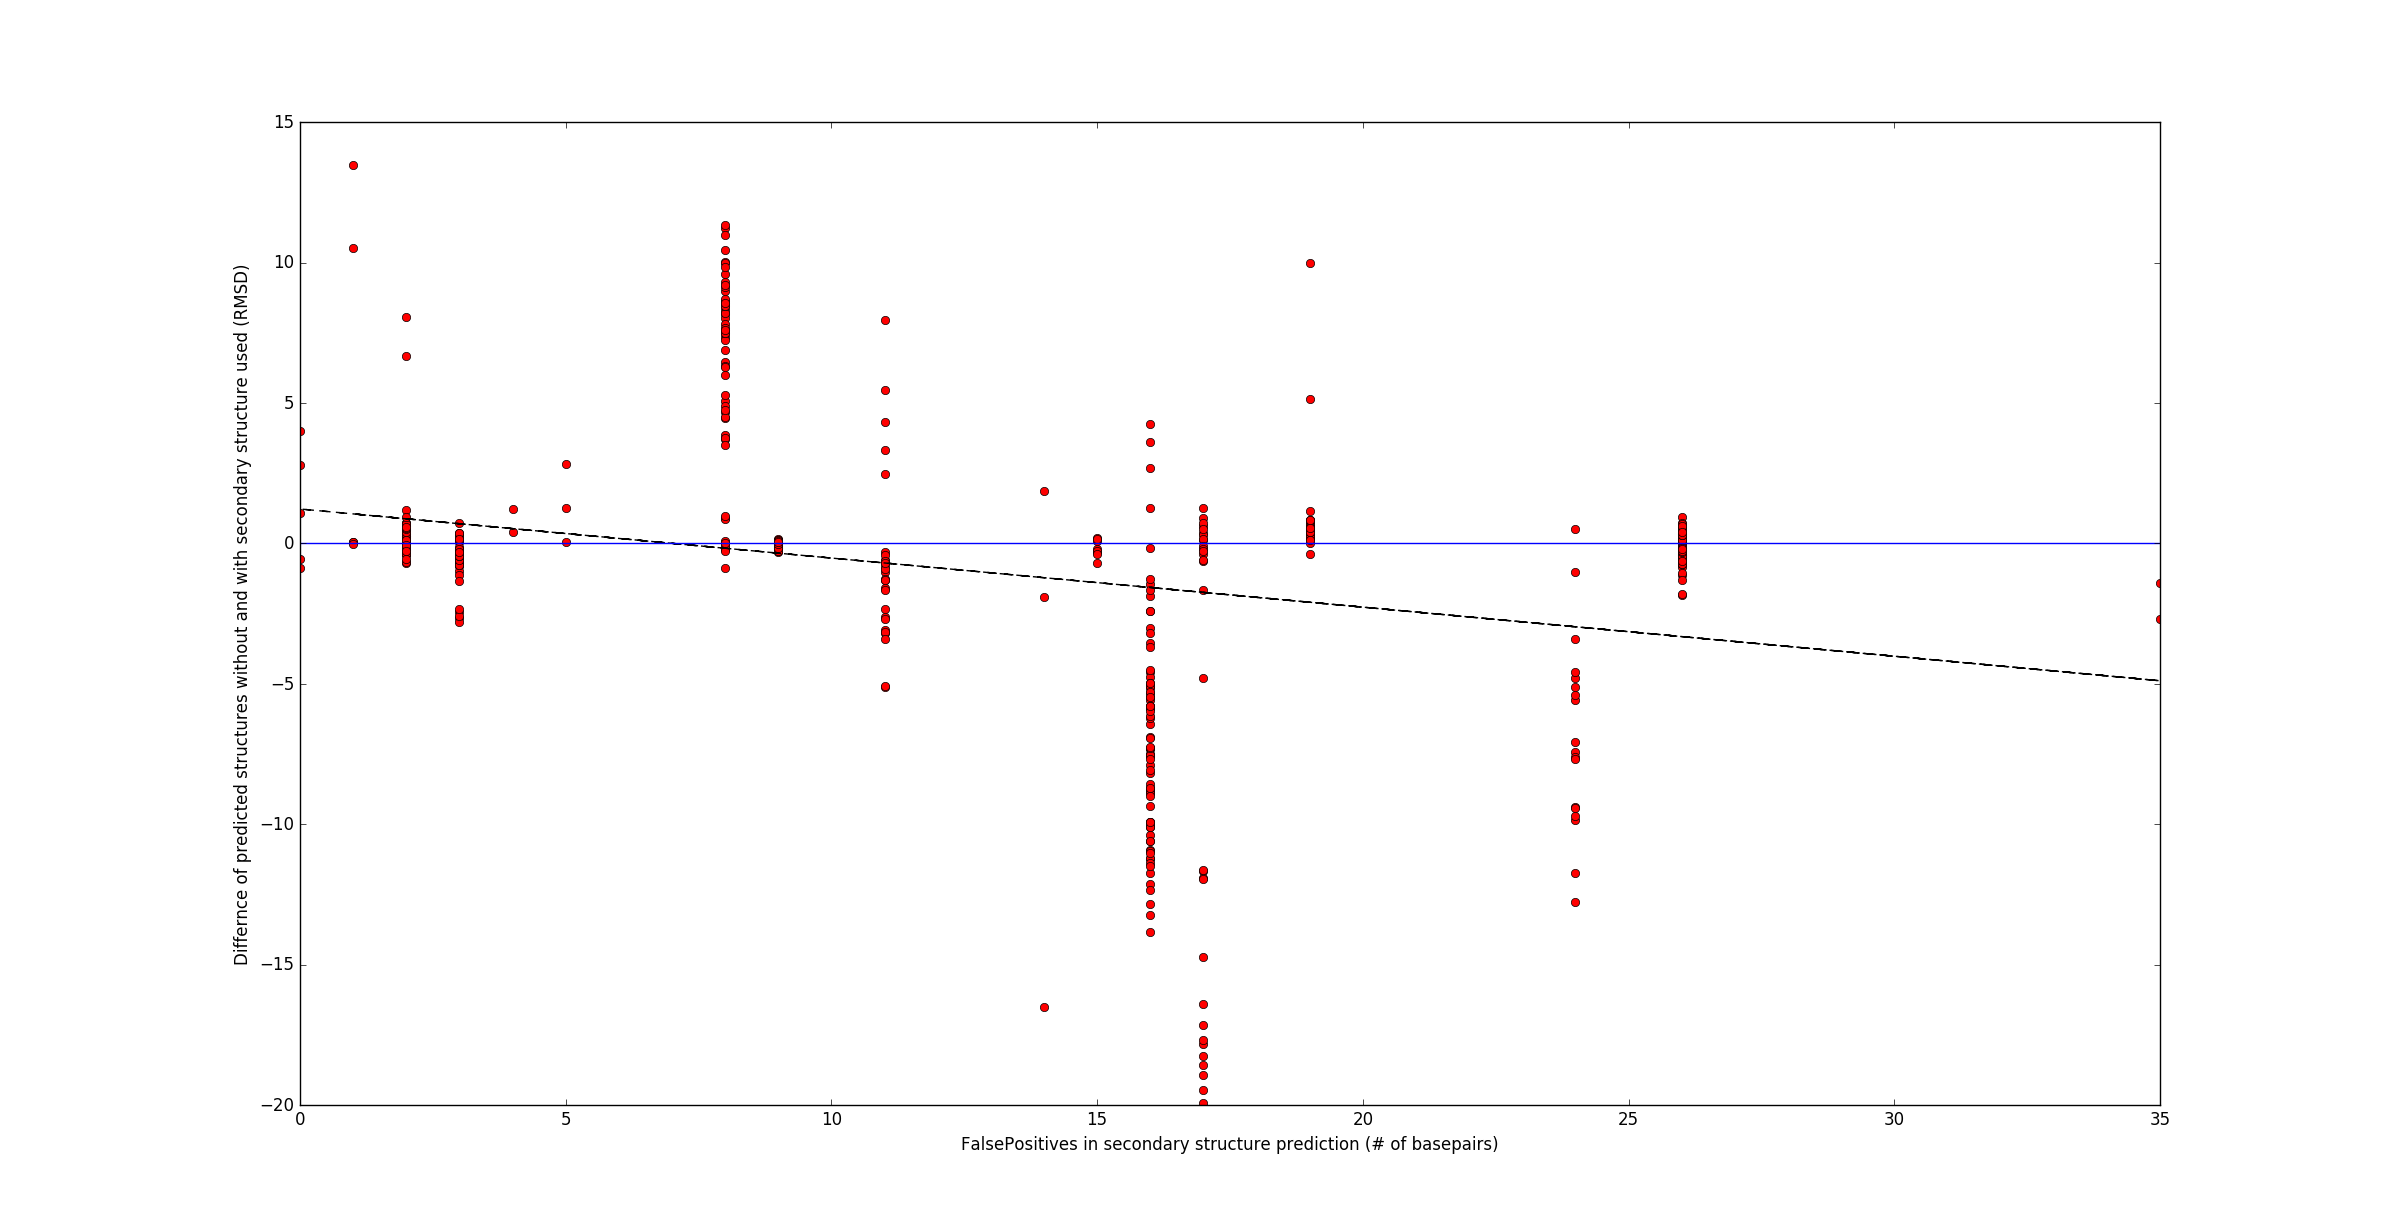 Differnce of predicted structures without and with secondary structure used (RMSD)
15
10
5
0
−5
−10
−15
−20
0 5 10 15 20 25 30 35
FalsePositives in secondary structure prediction (# of basepairs)